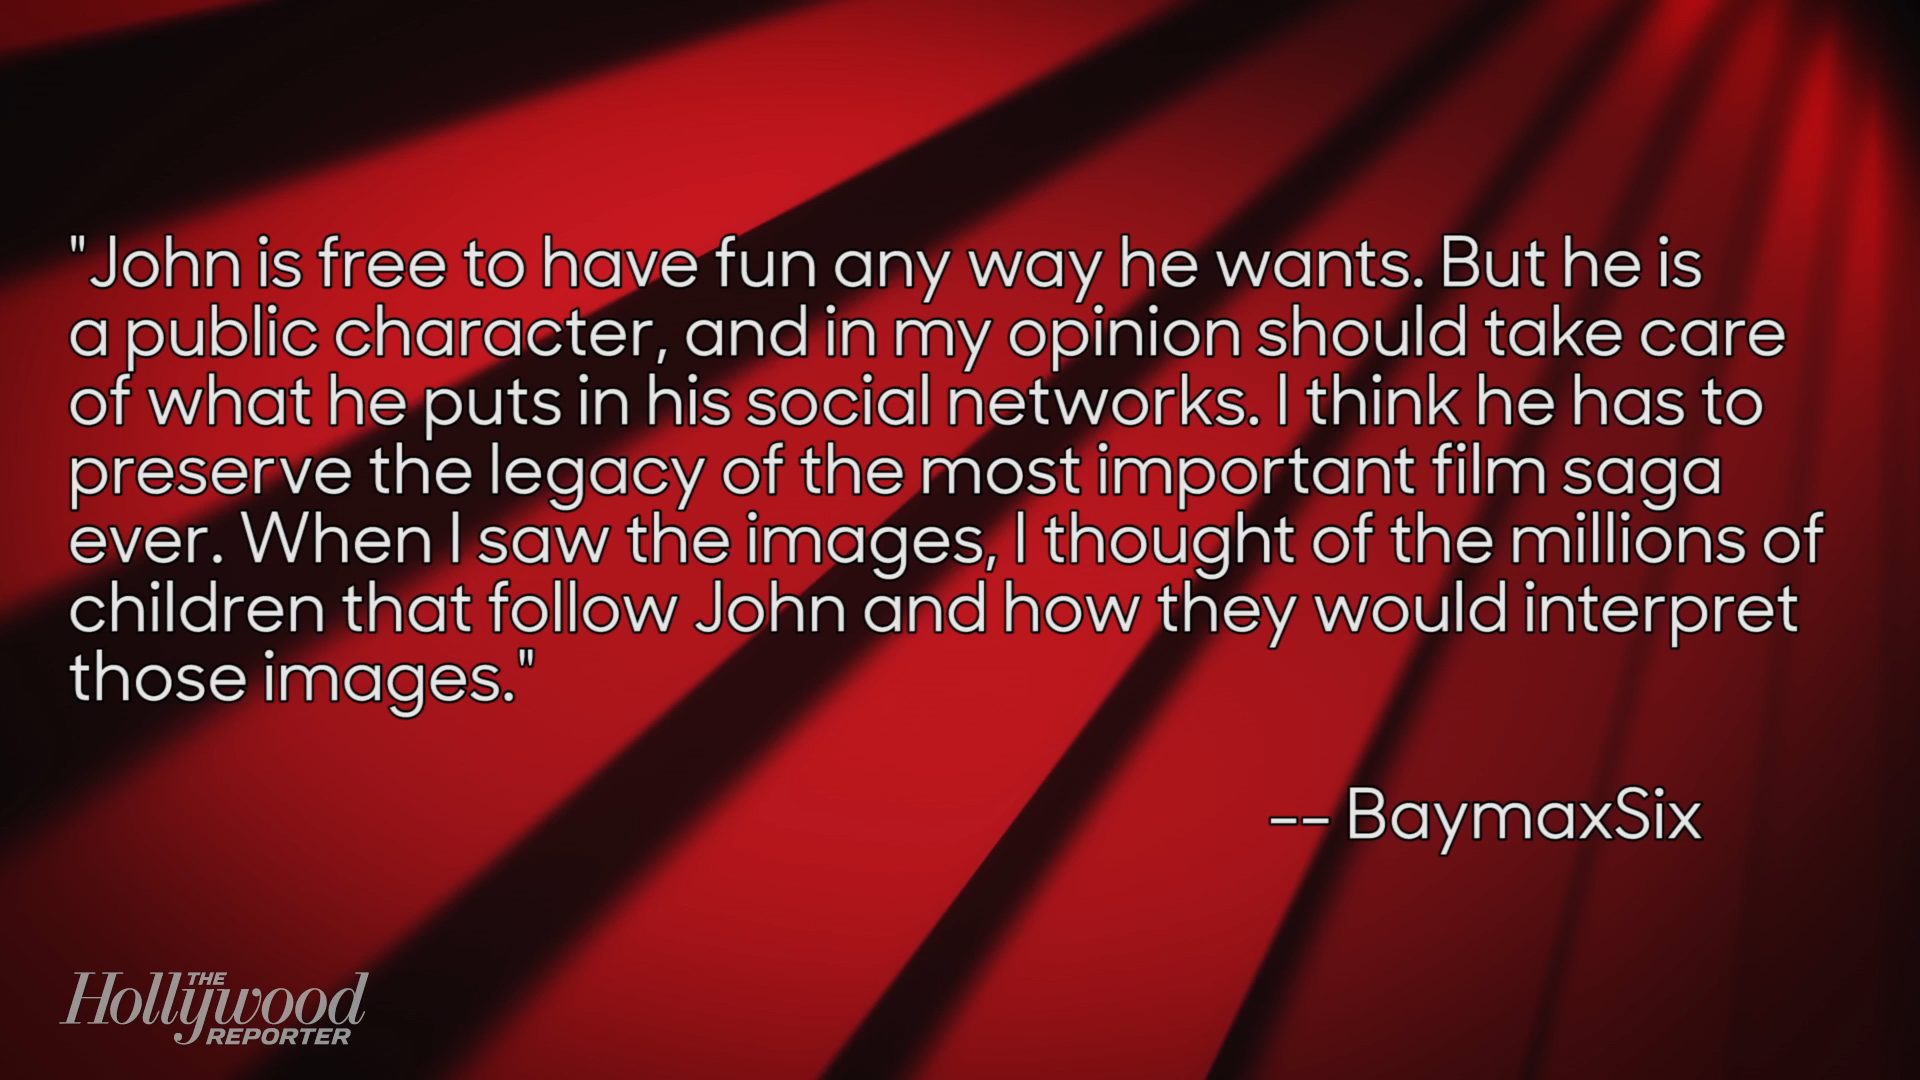 "John is free to have fun any way he wants. But he is
a public character, and in my opinion should take care
of what he puts in his social networks. I think he has to
preserve the legacy of the most important film saga
ever. When I saw the images, I thought of the millions of
children that follow John and how they would interpret
those images."
-- BaymaxSix
THE
Hollywood
REPORTER